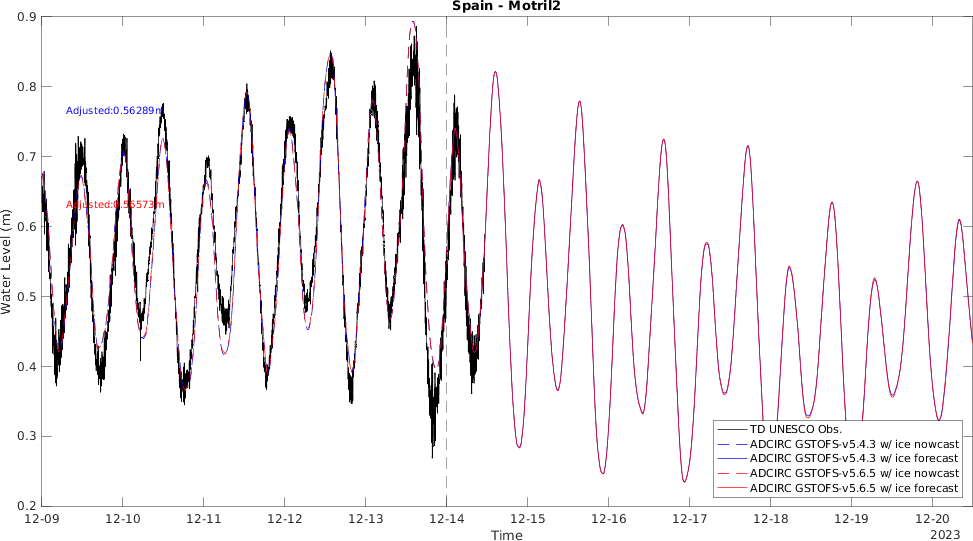 Spain - Motril2
0.9
0.8
0.7
0.6
0.5
0.4
0.3
0.2
Water Level (m)
Adjusted:0.56289m
Adjusted:0.56573m
TD UNESCO Obs.
ADCIRC GSTOFS-v5.4.3 w/ ice nowcast
ADCIRC GSTOFS-v5.4.3 w/ ice forecast
ADCIRC GSTOFS-v5.6.5 w/ ice nowcast
ADCIRC GSTOFS-v5.6.5 w/ ice forecast
12-09 12-10 12-11 12-12 12-13 12-14 12-15 12-16 12-17 12-18 12-19 12-20
Time
2023